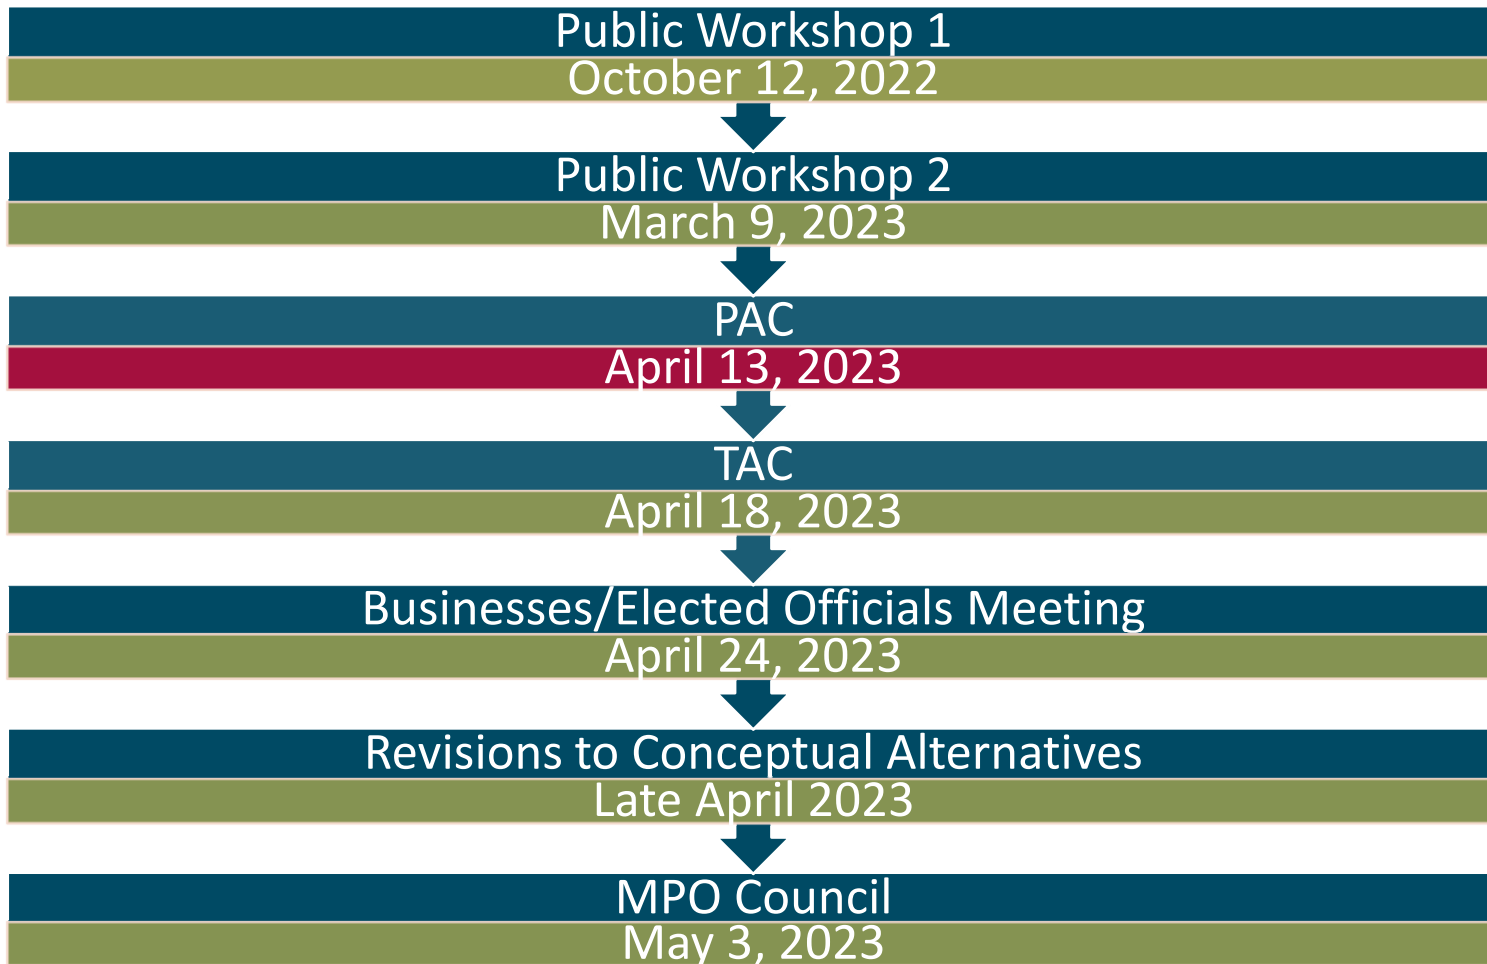 Public Workshop 1
October 12, 2022
Public Workshop 2
March 9, 2023
PAC
April 13, 2023
TAC
April 18, 2023
Businesses/Elected Officials Meeting
April 24, 2023
Revisions to Conceptual Alternatives
Late April 2023
MPO Council
May 3, 2023